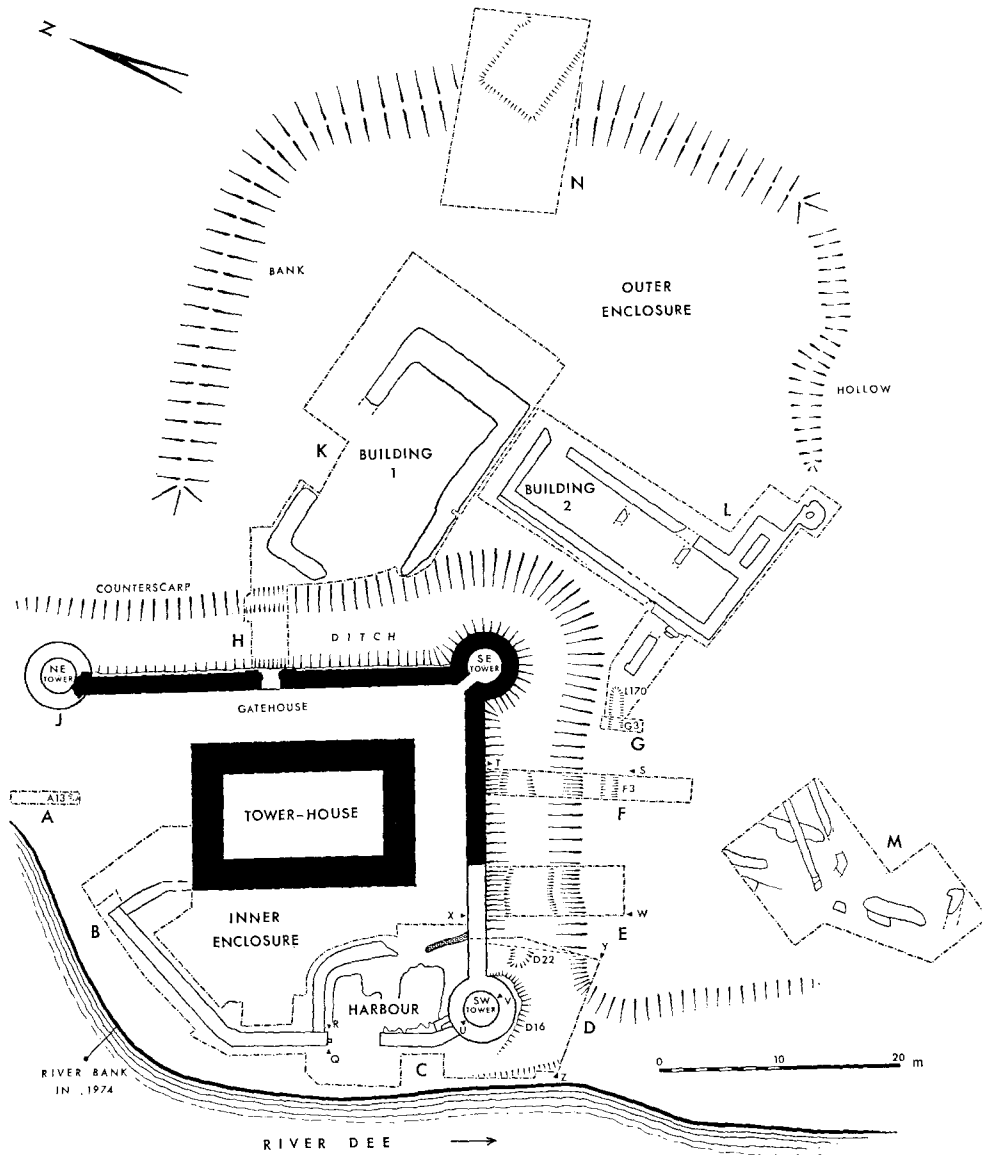 N
N
BANK
OUTER
ENCLOSURE
HOLLOW
K
BUILDING
1
BUILDING
2
L
COUNTERSCARP
H
DITCH
NE
TOWER
SE
TOWER
J
GATEHOUSE
L170
G3
G
T
S
F3
F
A13
A
TOWER-HOUSE
M
B
INNER
ENCLOSURE
X
W
E
Y
D22
HARBOUR
SW
TOWER
V
U
D16
D
R
Q
C
Z
0 10 20 m
RIVER BANK
IN 1974
RIVER DEE